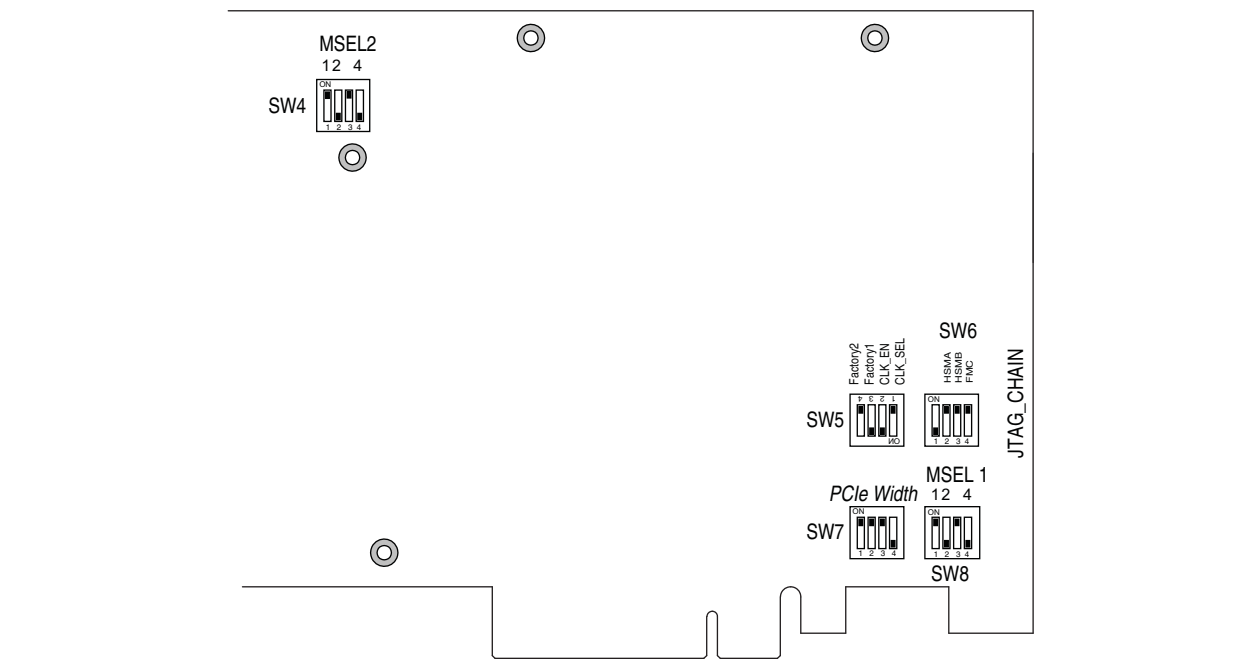 MSEL2
12 4
SW4
ON
1 2 3 4
SW6
Factory2
Factory1
CLK_EN
CLK_SEL
HSMA
HSMB
FMC
JTAG_CHAIN
SW5
4 3 2 1
ON
ON
1 2 3 4
PCIe Width
MSEL 1
12 4
SW7
ON
1 2 3 4
ON
1 2 3 4
SW8